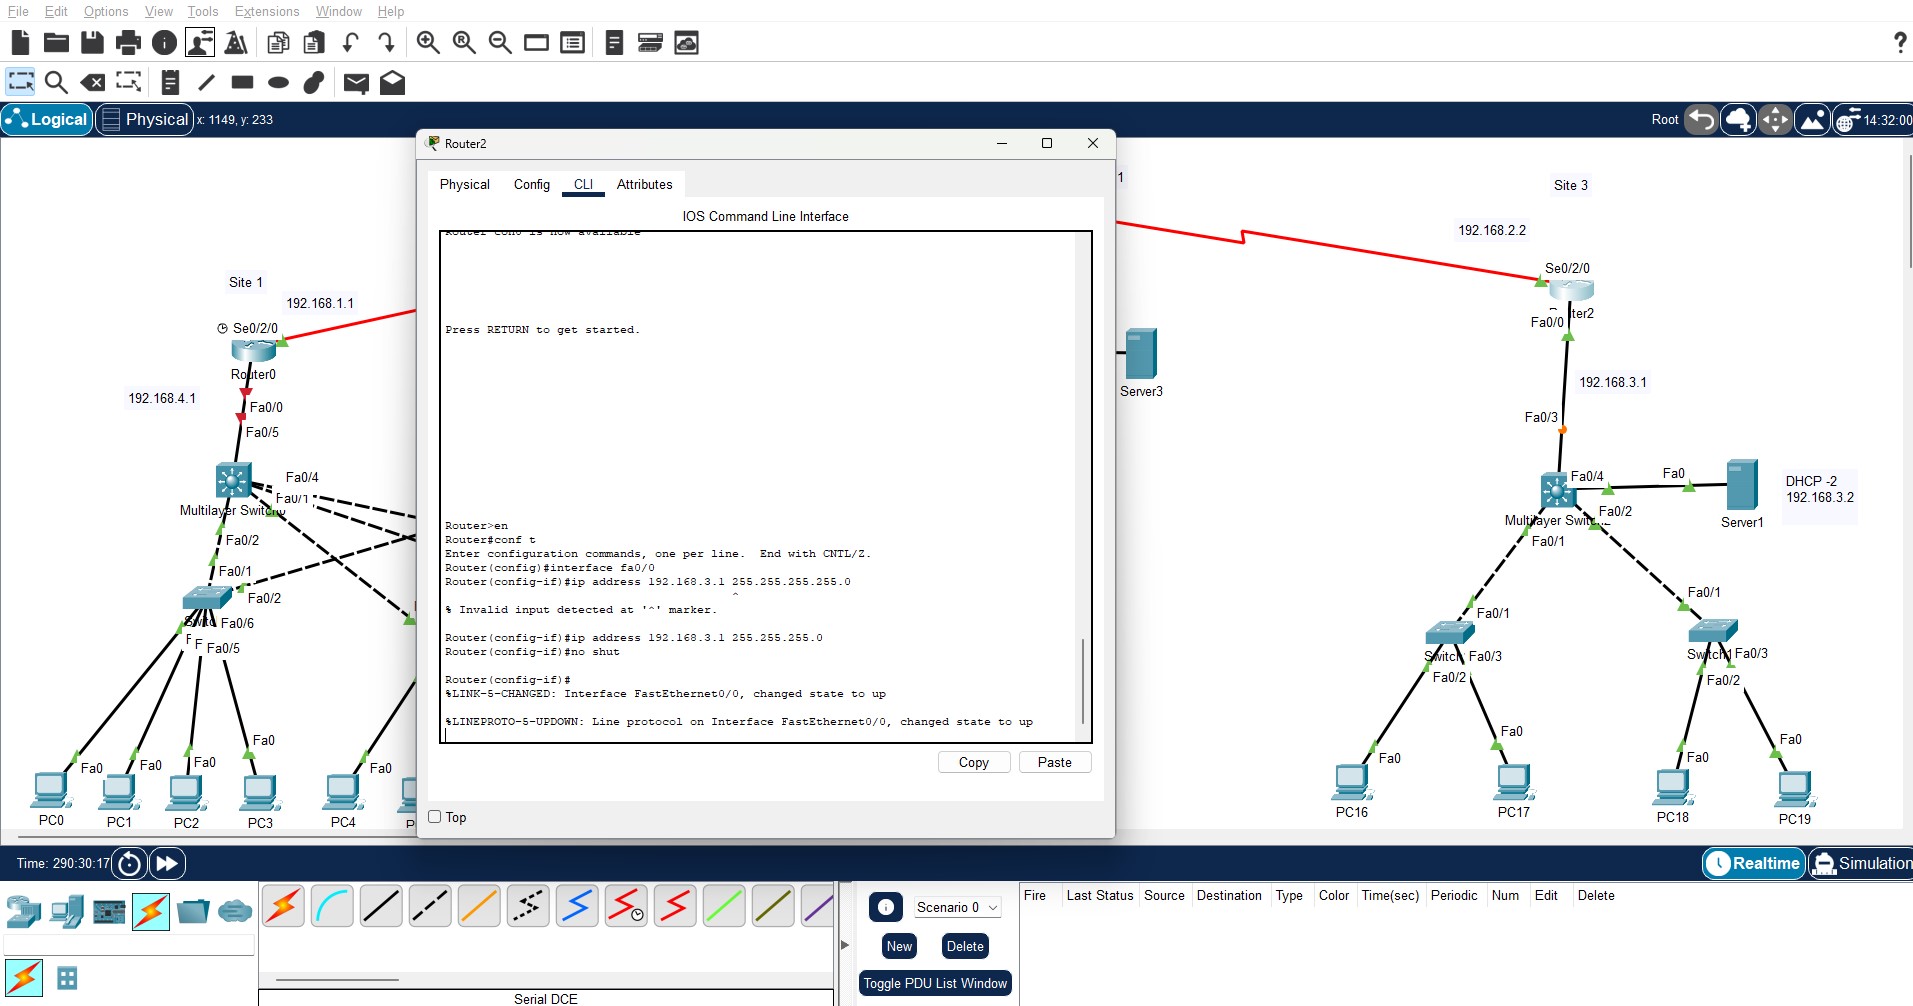 File Edit Options View Tools Extensions Window Help
?
Logical Physical x: 1149, y: 233
Root 14:32:00
Router2
Physical Config CLI Attributes
IOS Command Line Interface
Router con0 is now available
Press RETURN to get started.
Router>en
Router#conf t
Enter configuration commands, one per line. End with CNTL/Z.
Router(config)#interface fa0/0
Router(config-if)#ip address 192.168.3.1 255.255.255.255.0
^
% Invalid input detected at '^' marker.
Router(config-if)#ip address 192.168.3.1 255.255.255.0
Router(config-if)#no shut
Router(config-if)#
%LINK-5-CHANGED: Interface FastEthernet0/0, changed state to up
%LINEPROTO-5-UPDOWN: Line protocol on Interface FastEthernet0/0, changed state to up
Copy Paste
Top
Site 1
192.168.1.1
Se0/2/0
Router0
192.168.4.1
Fa0/0
Fa0/5
Fa0/4
Fa0/1
Multilayer Switch0
Fa0/2
Fa0/1
Fa0/2
Fa0/6
F
F
Fa0/5
Fa0
Fa0
Fa0
Fa0
Fa0
PC0
PC1
PC2
PC3
PC4
P
1
Server3
Site 3
192.168.2.2
Se0/2/0
Fa0/0
192.168.3.1
Fa0/3
Fa0/4
Fa0
DHCP -2
192.168.3.2
Fa0/2
Server1
Fa0/1
Fa0/1
Fa0/1
Switch Fa0/3
Fa0/2
Switch1 Fa0/3
Fa0/2
Fa0
Fa0
Fa0
Fa0
PC16
PC17
PC18
PC19
Time: 290:30:17
Realtime Simulation
Scenario 0
New Delete
Toggle PDU List Window
Fire Last Status Source Destination Type Color Time(sec) Periodic Num Edit Delete
Serial DCE